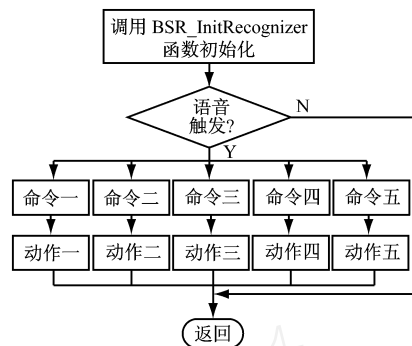 调用 BSR_InitRecognizer
函数初始化
语音
触发?
N
Y
命令一 命令二 命令三 命令四 命令五
动作一 动作二 动作三 动作四 动作五
返回